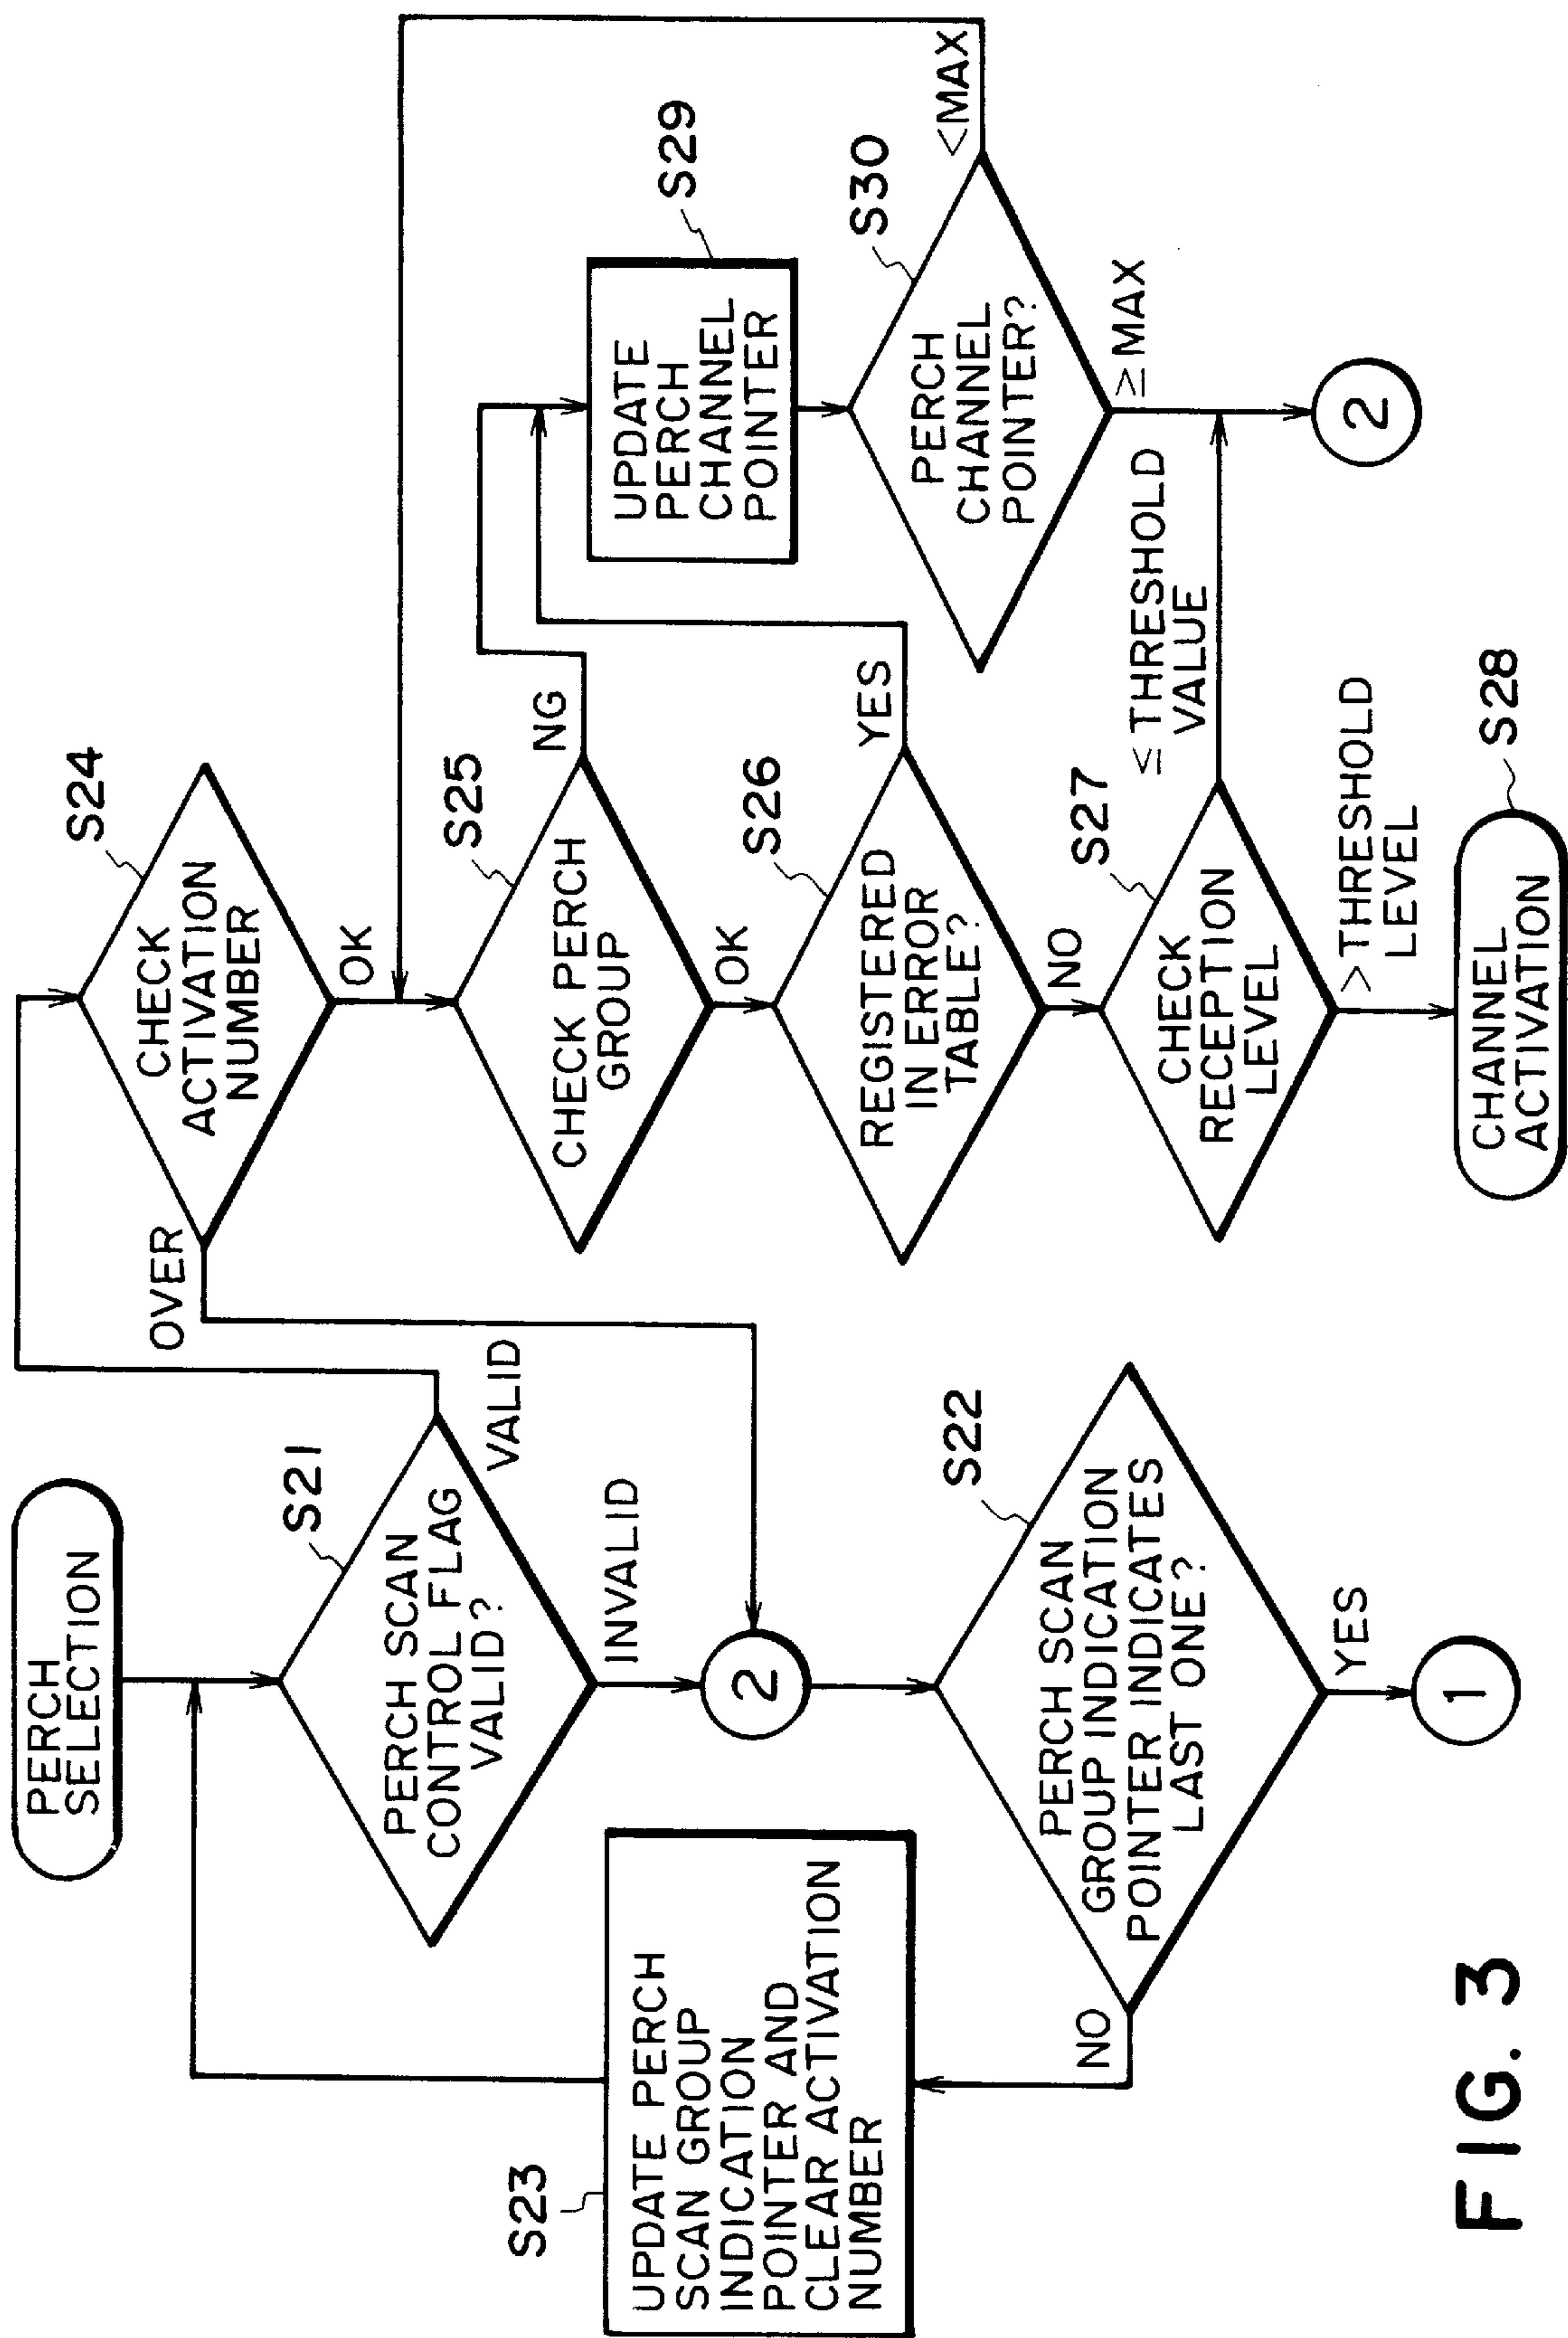 PERCH
SELECTION
S21
PERCH SCAN
CONTROL FLAG
VALID?
VALID
INVALID
2
S22
PERCH SCAN
GROUP INDICATION
POINTER INDICATES
LAST ONE?
NO
YES
1
S23
UPDATE PERCH
SCAN GROUP
INDICATION
POINTER AND
CLEAR ACTIVATION
NUMBER
S24
CHECK
ACTIVATION
NUMBER
OVER
OK
S25
CHECK PERCH
GROUP
NG
OK
S26
REGISTERED
IN ERROR
TABLE?
YES
NO
S27
CHECK
RECEPTION
LEVEL
≤ THRESHOLD
VALUE
> THRESHOLD
LEVEL
S28
CHANNEL
ACTIVATION
S29
UPDATE
PERCH
CHANNEL
POINTER
S30
PERCH
CHANNEL
POINTER?
<MAX
≥MAX
2
FIG. 3